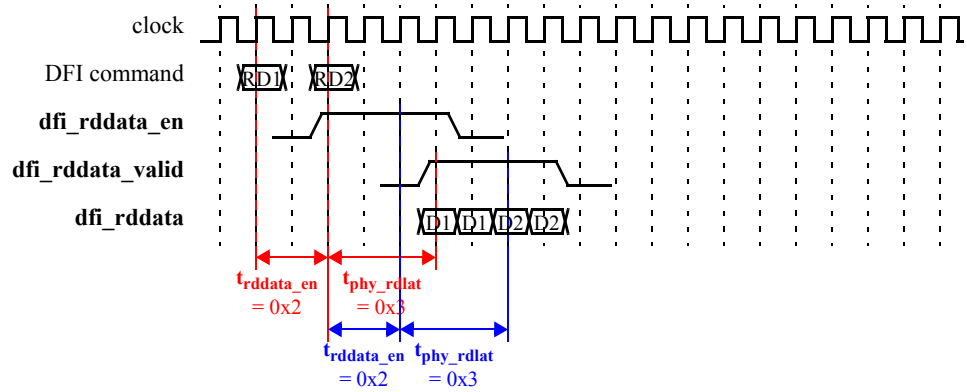 clock
DFI command RD1 RD2
dfi_rddata_en
dfi_rddata_valid
dfi_rddata D1 D1 D2 D2
trddata_en tphy_rdlat
= 0x2 = 0x3
trddata_en tphy_rdlat
= 0x2 = 0x3